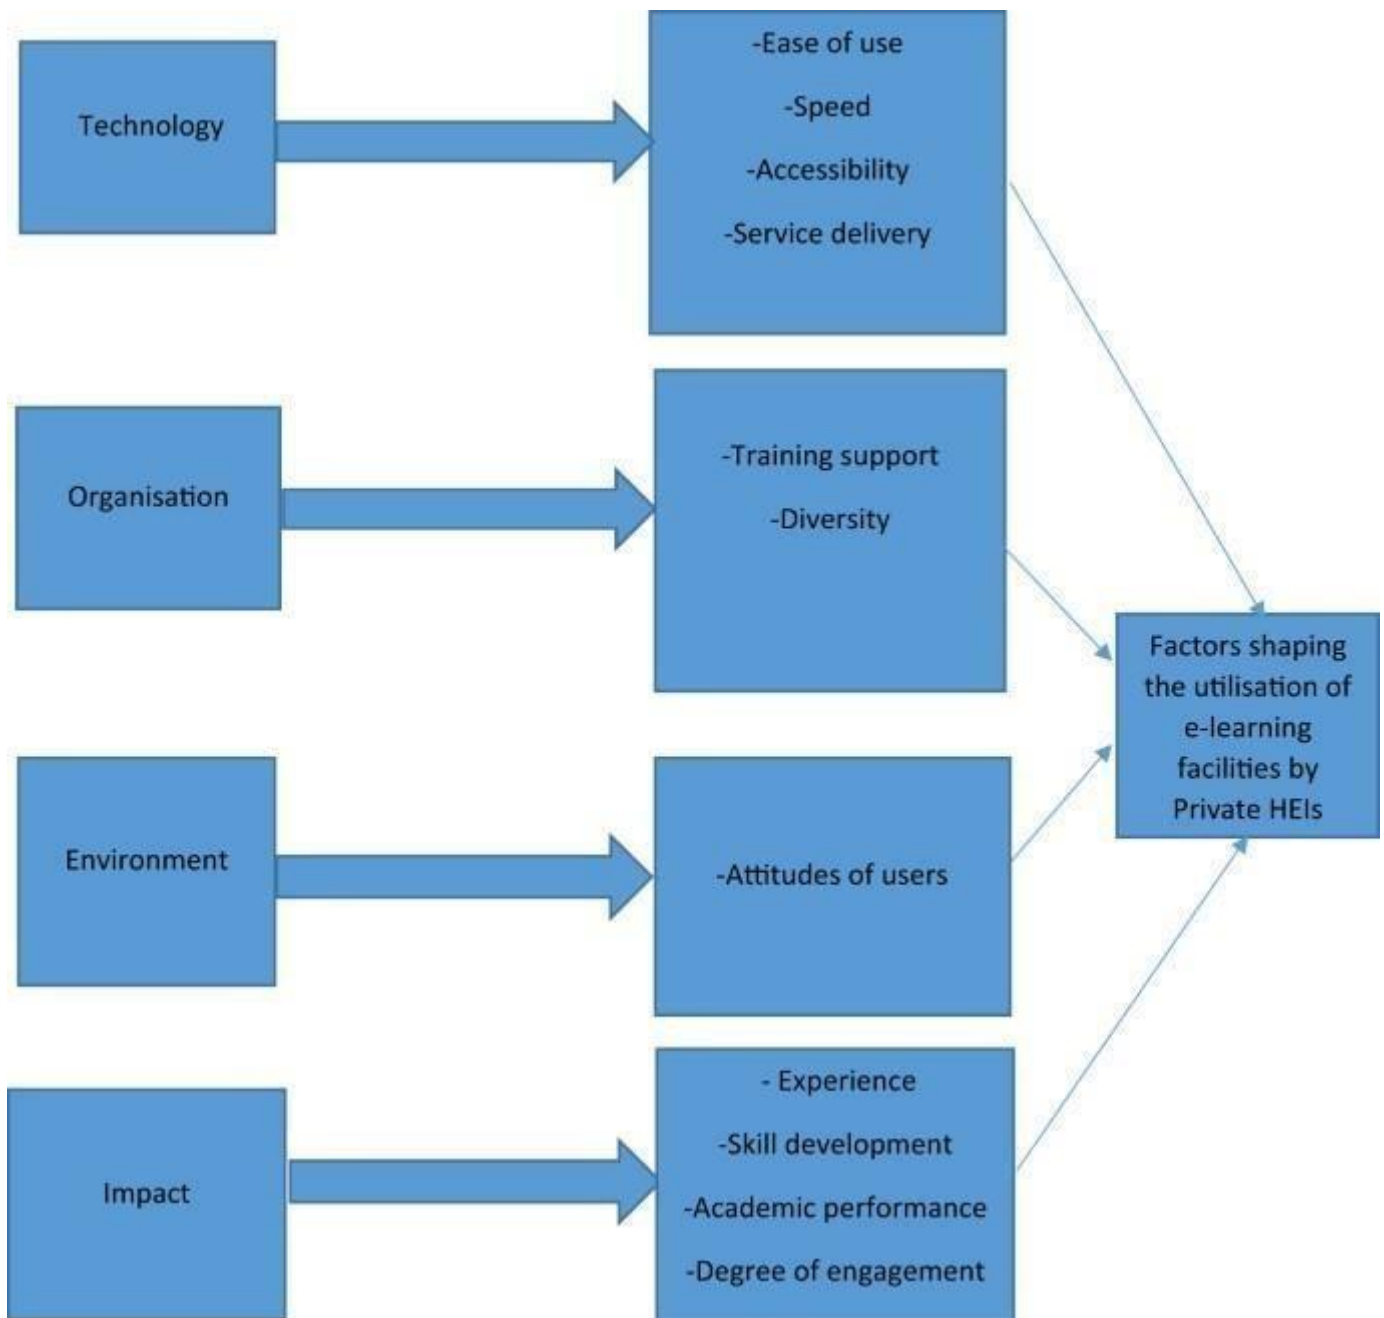 Technology
-Ease of use
-Speed
-Accessibility
-Service delivery
Organisation
-Training support
-Diversity
Environment
-Attitudes of users
Impact
- Experience
-Skill development
-Academic performance
-Degree of engagement
Factors shaping
the utilisation of
e-learning
facilities by
Private HEIs